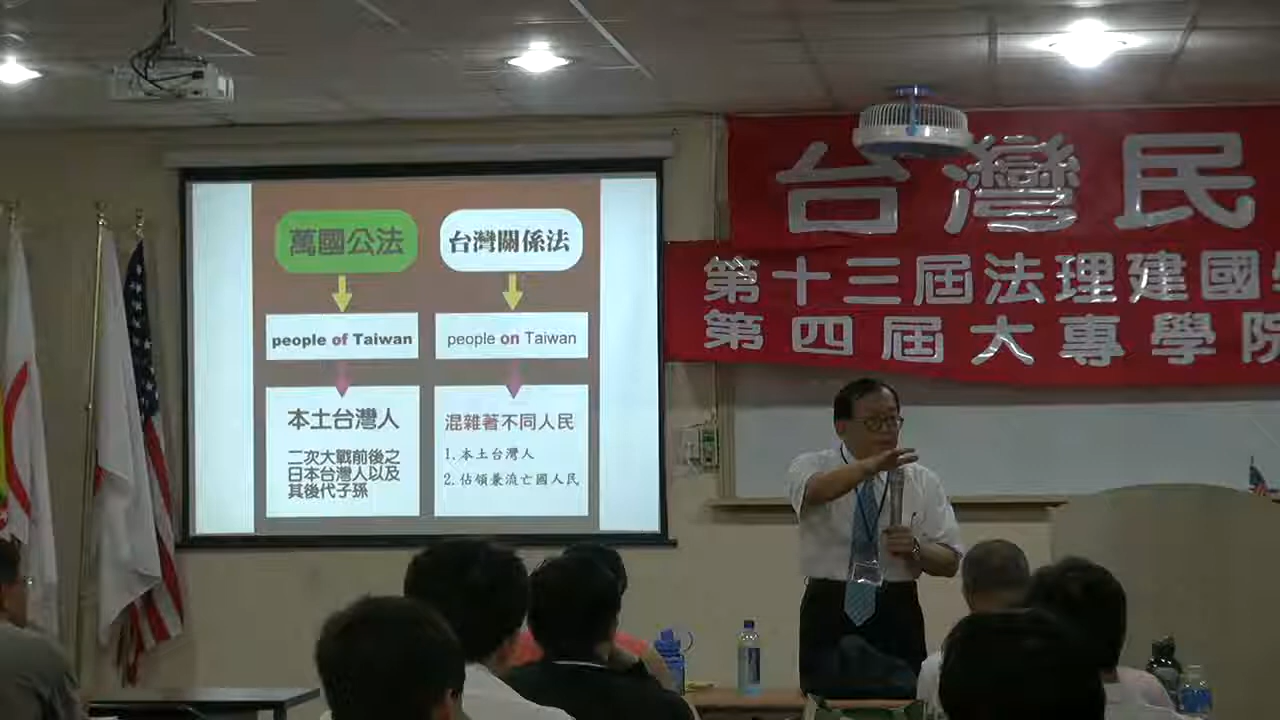 萬國公法
台灣關係法
people of Taiwan
people on Taiwan
本土台灣人
二次大戰前後之
日本台灣人以及
其後代子孫
混雜著不同人民
1. 本土台灣人
2. 佔領兼流亡國人民
台灣民
第十三屆法理建國
第四屆大專學院